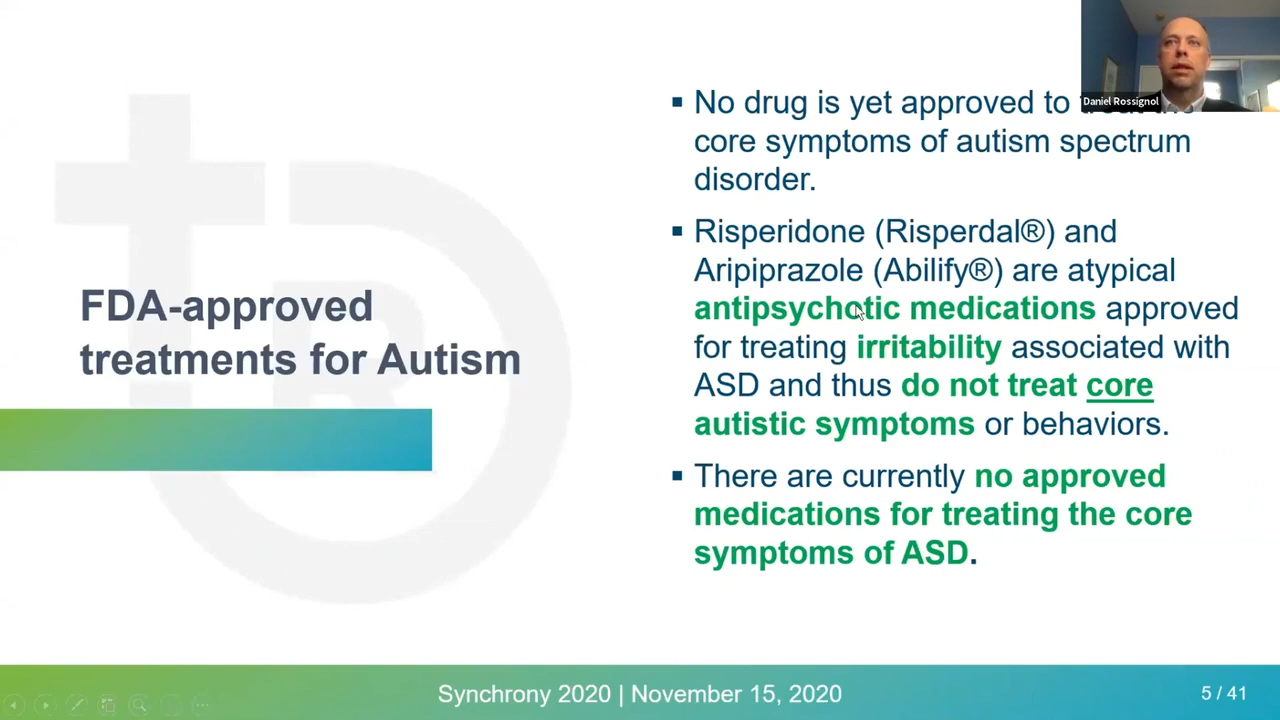 Daniel Rossignol
FDA-approved
treatments for Autism
▪ No drug is yet approved to
core symptoms of autism spectrum
disorder.
▪ Risperidone (Risperdal®) and
Aripiprazole (Abilify®) are atypical
antipsychotic medications approved
for treating irritability associated with
ASD and thus do not treat core
autistic symptoms or behaviors.
▪ There are currently no approved
medications for treating the core
symptoms of ASD.
Synchrony 2020 | November 15, 2020
5 / 41